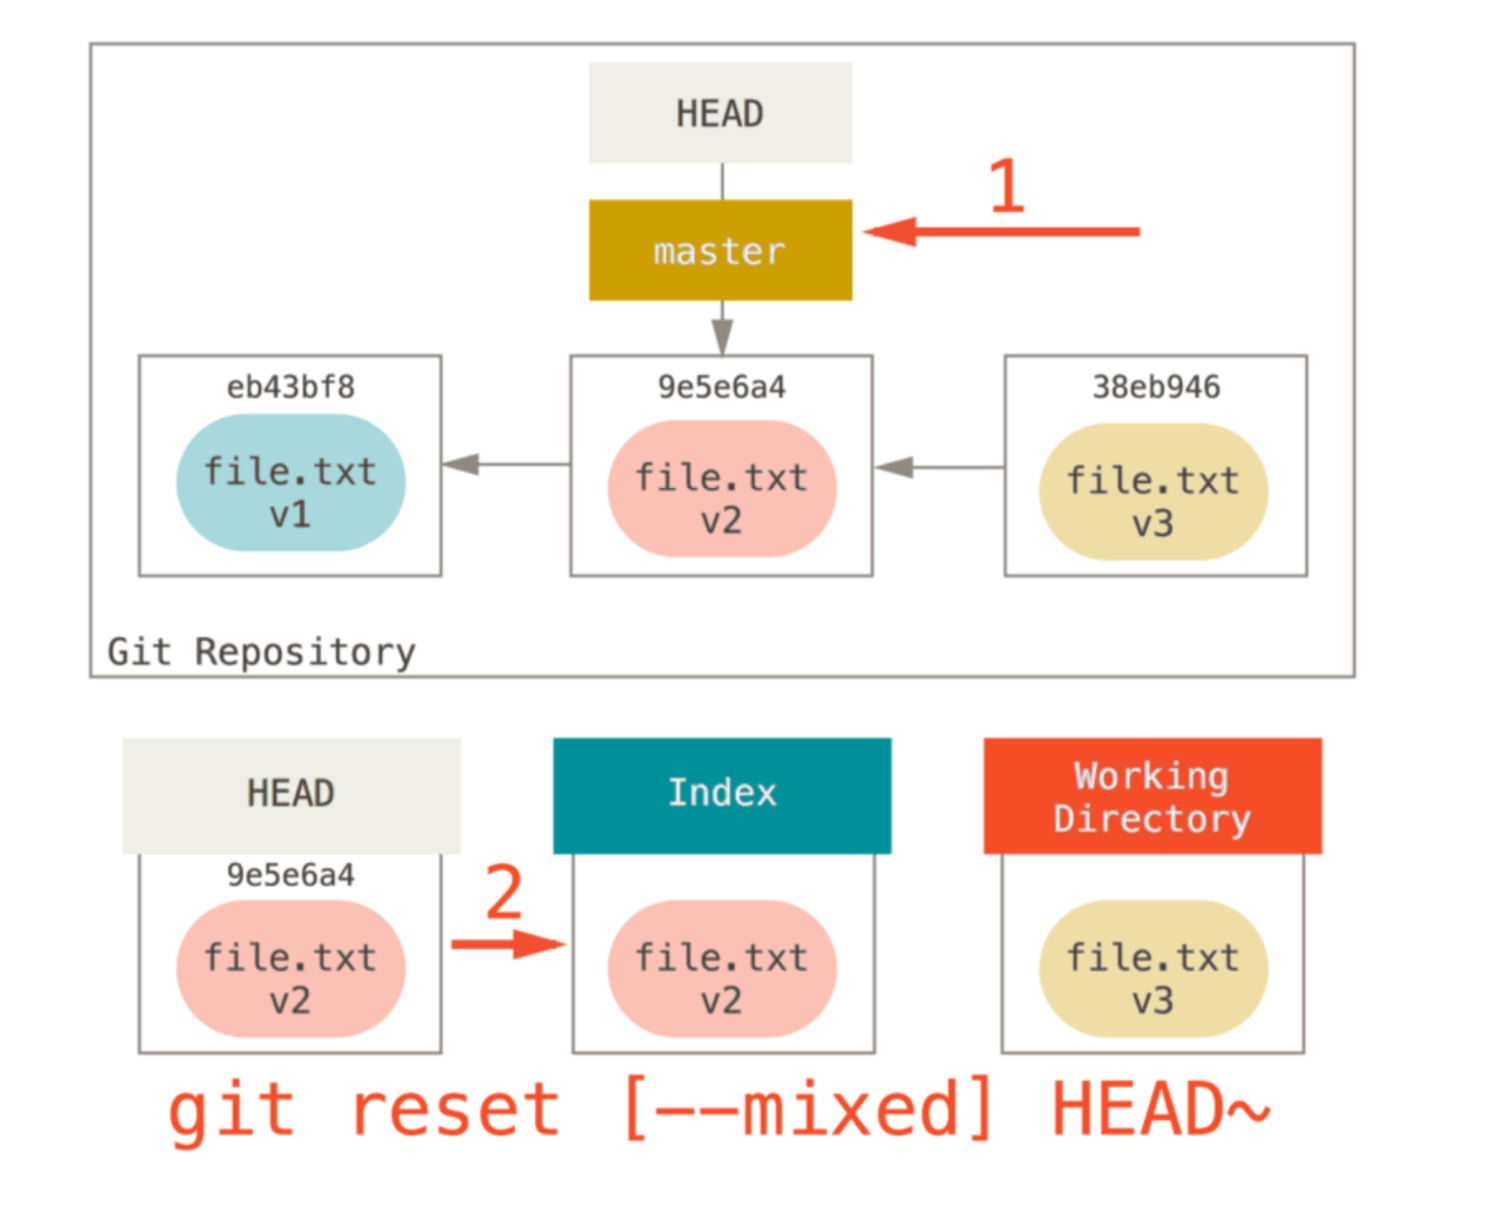 HEAD
1
master
eb43bf8
file.txt
v1
9e5e6a4
file.txt
v2
38eb946
file.txt
v3
Git Repository
HEAD
9e5e6a4
file.txt
v2
2
Index
file.txt
v2
Working
Directory
file.txt
v3
git reset [--mixed] HEAD~